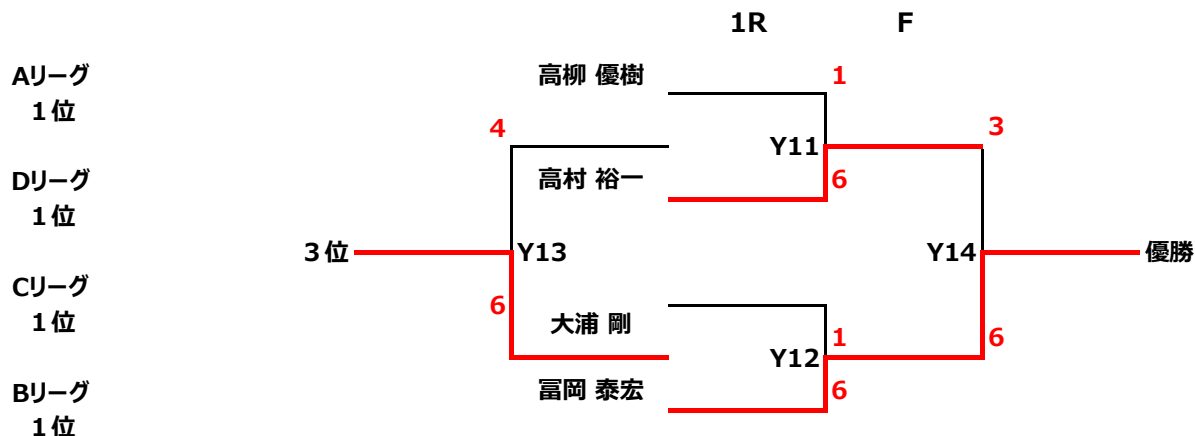 1R F
Aリーグ
１位
高柳 優樹
1
4
3
Y11
Dリーグ
１位
高村 裕一
6
３位
Y13
Y14
優勝
Cリーグ
１位
6
大浦 剛
1
6
Y12
Bリーグ
１位
冨岡 泰宏
6